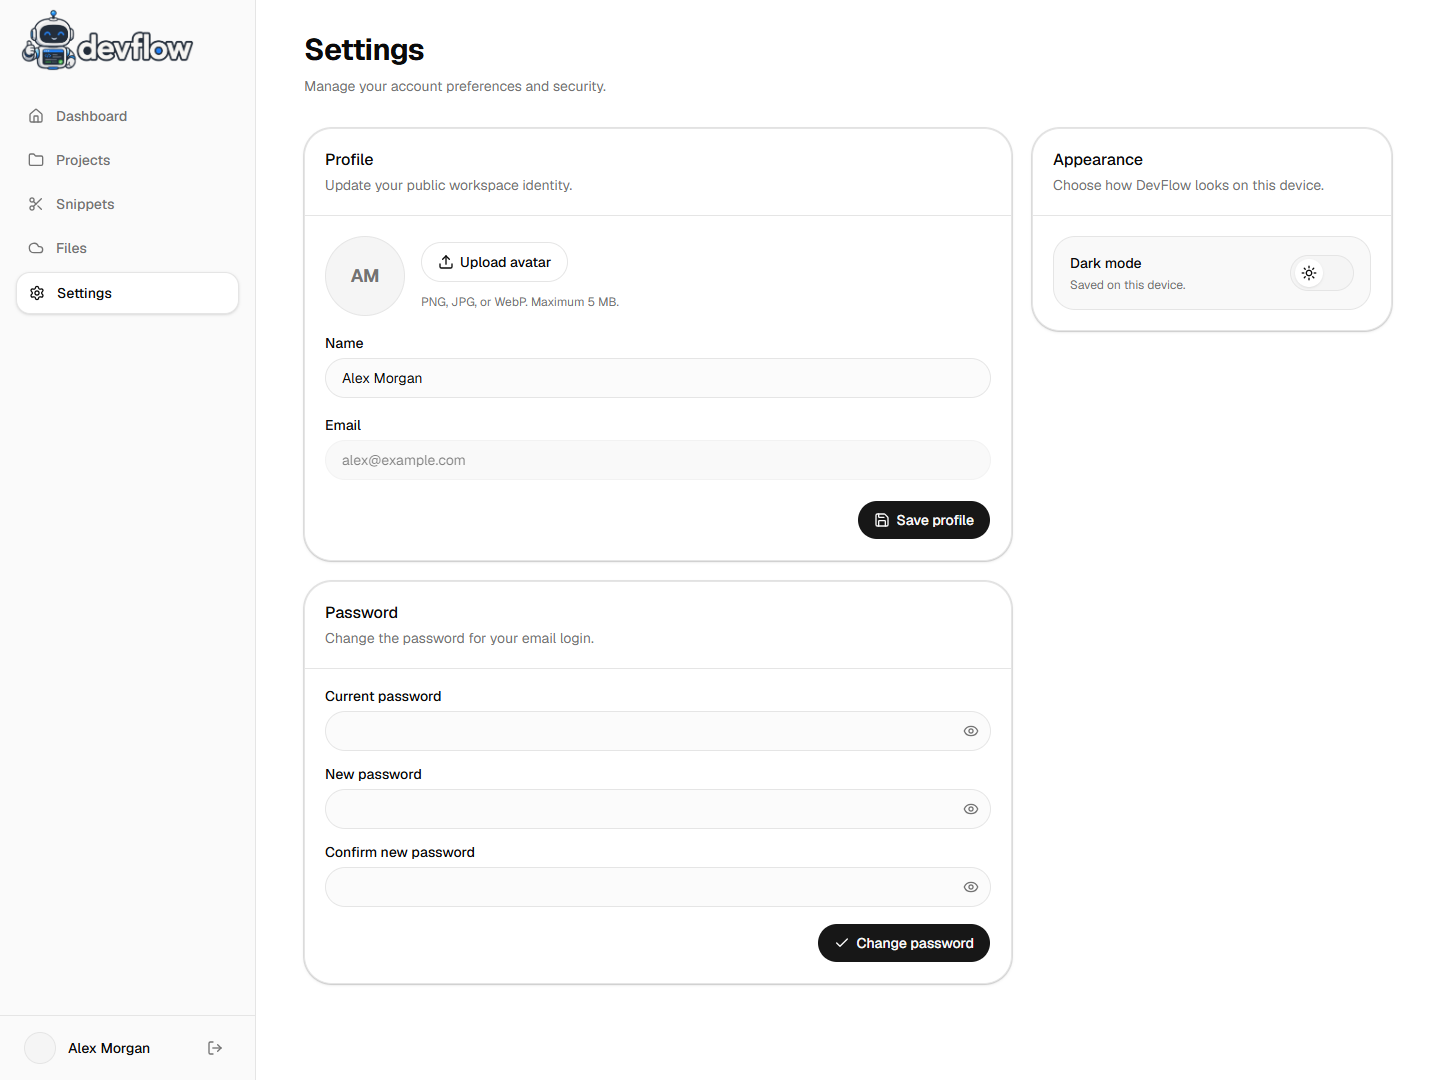 devflow
Dashboard
Projects
Snippets
Files
Settings
Alex Morgan
Settings
Manage your account preferences and security.
Profile
Update your public workspace identity.
AM
Upload avatar
PNG, JPG, or WebP. Maximum 5 MB.
Name
Alex Morgan
Email
alex@example.com
Save profile
Password
Change the password for your email login.
Current password
New password
Confirm new password
Change password
Appearance
Choose how DevFlow looks on this device.
Dark mode
Saved on this device.